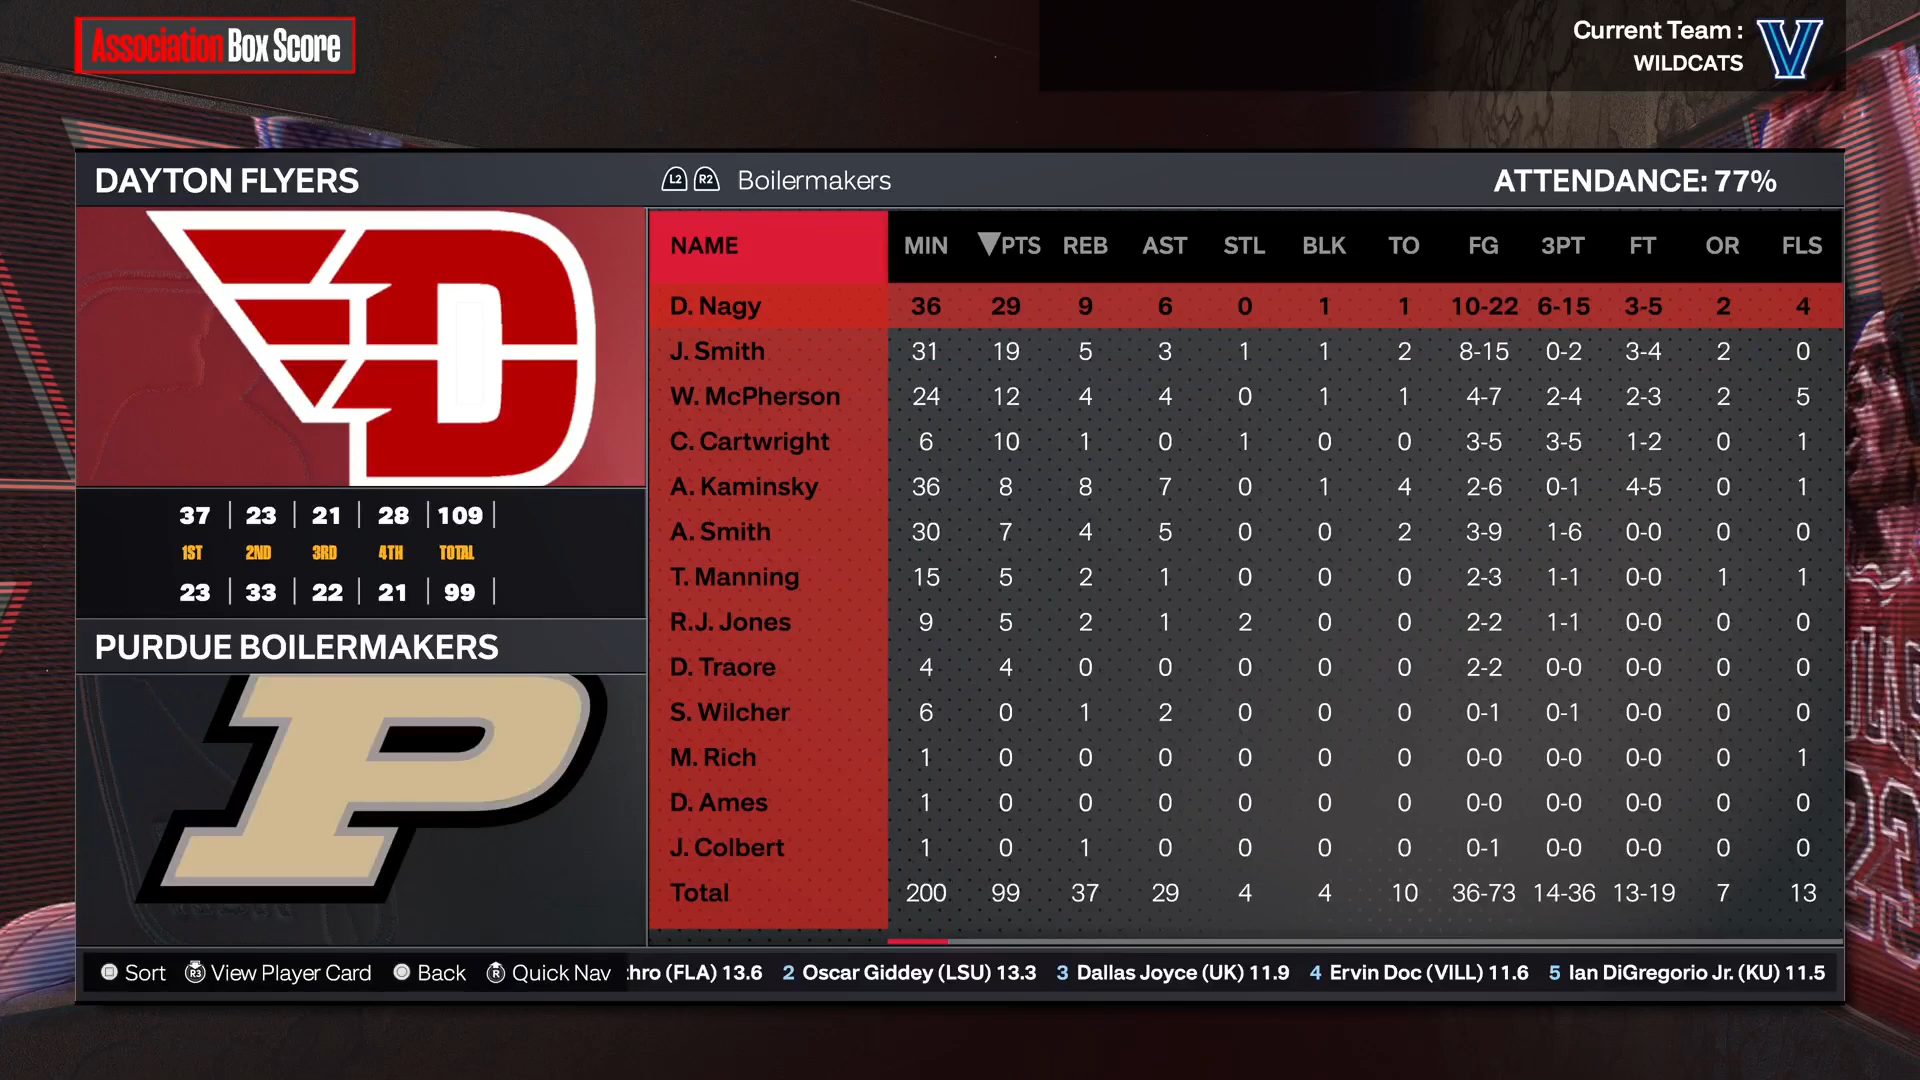 Association Box Score
Current Team :
WILDCATS
DAYTON FLYERS
L2 R2 Boilermakers
ATTENDANCE: 77%
NAME MIN PTS REB AST STL BLK TO FG 3PT FT OR FLS
D. Nagy 36 29 9 6 0 1 1 10-22 6-15 3-5 2 4
J. Smith 31 19 5 3 1 1 2 8-15 0-2 3-4 2 0
W. McPherson 24 12 4 4 0 1 1 4-7 2-4 2-3 2 5
C. Cartwright 6 10 1 0 1 0 0 3-5 3-5 1-2 0 1
A. Kaminsky 36 8 8 7 0 1 4 2-6 0-1 4-5 0 1
A. Smith 30 7 4 5 0 0 2 3-9 1-6 0-0 0 0
T. Manning 15 5 2 1 0 0 0 2-3 1-1 0-0 1 1
R.J. Jones 9 5 2 1 2 0 0 2-2 1-1 0-0 0 0
D. Traore 4 4 0 0 0 0 0 2-2 0-0 0-0 0 0
S. Wilcher 6 0 1 2 0 0 0 0-1 0-1 0-0 0 0
M. Rich 1 0 0 0 0 0 0 0-0 0-0 0-0 0 1
D. Ames 1 0 0 0 0 0 0 0-0 0-0 0-0 0 0
J. Colbert 1 0 1 0 0 0 0 0-1 0-0 0-0 0 0
Total 200 99 37 29 4 4 10 36-73 14-36 13-19 7 13
37 23 21 28 109
1ST 2ND 3RD 4TH TOTAL
23 33 22 21 99
PURDUE BOILERMAKERS
Sort R3 View Player Card Back R Quick Nav hro (FLA) 13.6 2 Oscar Giddey (LSU) 13.3 3 Dallas Joyce (UK) 11.9 4 Ervin Doc (VILL) 11.6 5 Ian DiGregorio Jr. (KU) 11.5